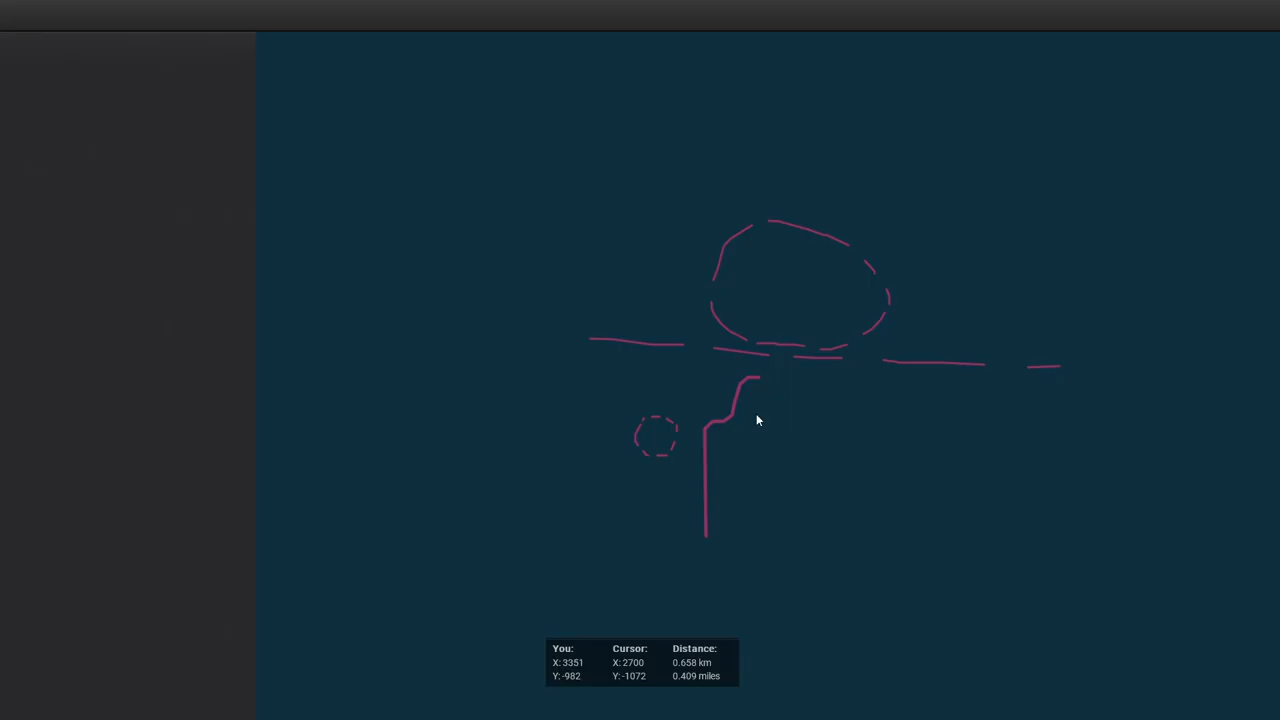 You: Cursor: Distance:
X: 3351 X: 2700 0.658 km
Y: -982 Y: -1072 0.409 miles